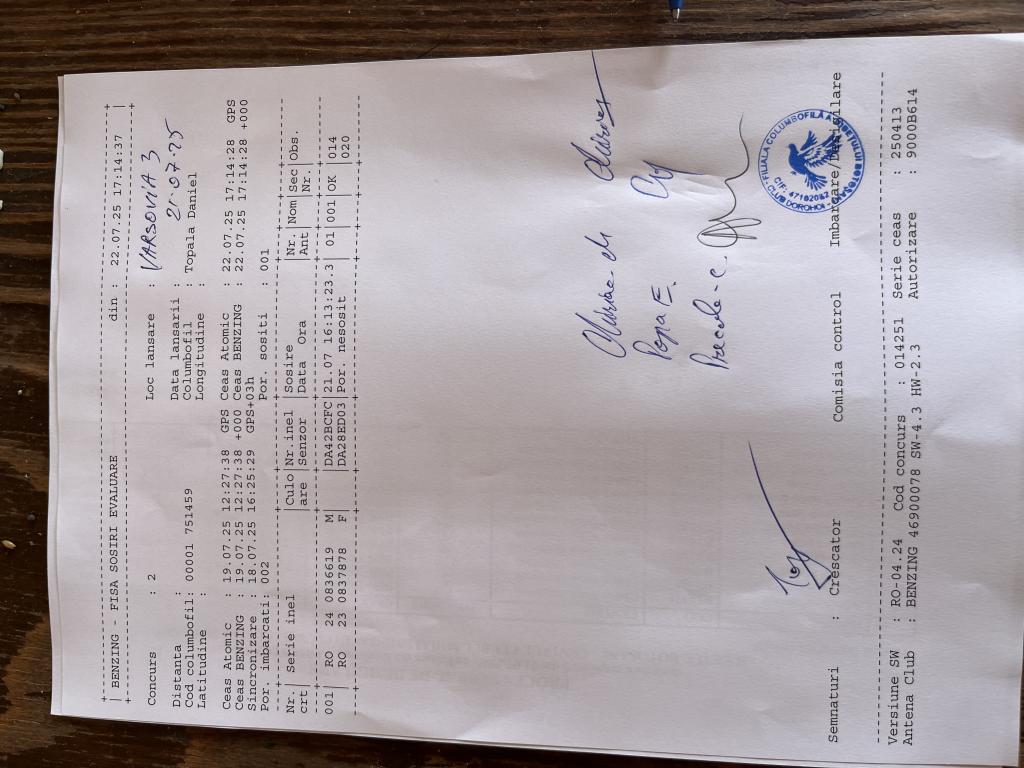 BENZING - FISA SOSIRI EVALUARE din : 22.07.25 17:14:37
Concurs : 2 Loc lansare : VARSOVIA 3
Distanta : Data lansarii : 21.07.25
Cod columbofil: 00001 751459 Columbofil : Topala Daniel
Latitudine : Longitudine :
Ceas Atomic : 19.07.25 12:27:38 GPS Ceas Atomic : 22.07.25 17:14:28 GPS
Ceas BENZING : 19.07.25 12:27:38 +000 Ceas BENZING : 22.07.25 17:14:28 +000
Sincronizare : 18.07.25 16:25:29 GPS+03h
Por. imbarcati: 002 Por. sositi : 001
Nr.| Serie inel |Culo|Nr.inel |Sosire |Nr.|Nom|Sec|Obs.
crt| |are |Senzor |Data Ora |Ant| |Nr.|
001| RO 24 0836619 M| |DA42BCFC|21.07 16:13:23.3| 01|001|OK |014
| RO 23 0837878 F| |DA28ED03|Por. nesosit | | | |020
Popa E.
FILIALA COLUMBOFILĂ A JUDEȚULUI BOTOȘANI
CLUB DOROHOI
CIF: 47102082
Semnaturi : Crescator Comisia control Imbarcare/Desigilare
Versiune SW : RO-04.24 Cod concurs : 014251 Serie ceas : 250413
Antena Club : BENZING 46900078 SW-4.3 HW-2.3 Autorizare : 9000B614